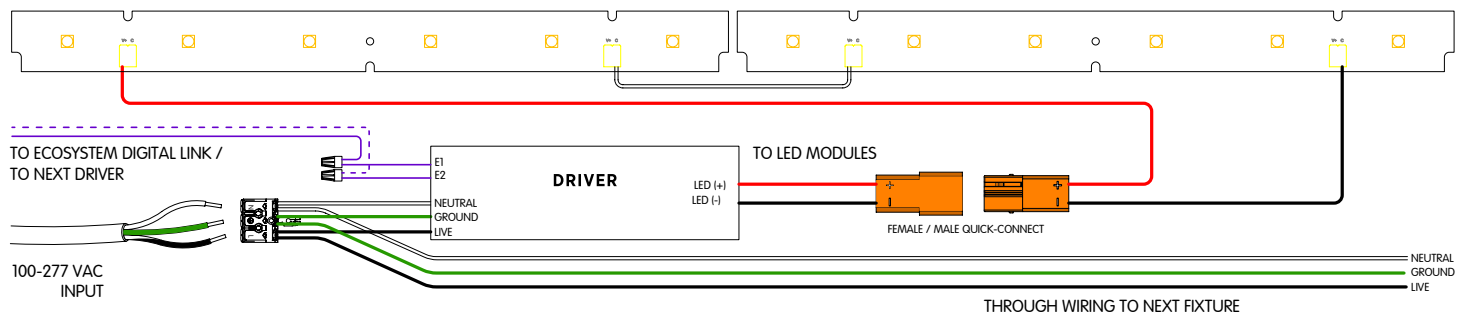 TO ECOSYSTEM DIGITAL LINK /
TO NEXT DRIVER
E1
E2
DRIVER
TO LED MODULES
LED (+)
LED (-)
NEUTRAL
GROUND
LIVE
+
+
FEMALE / MALE QUICK-CONNECT
100-277 VAC
INPUT
NEUTRAL
GROUND
LIVE
THROUGH WIRING TO NEXT FIXTURE